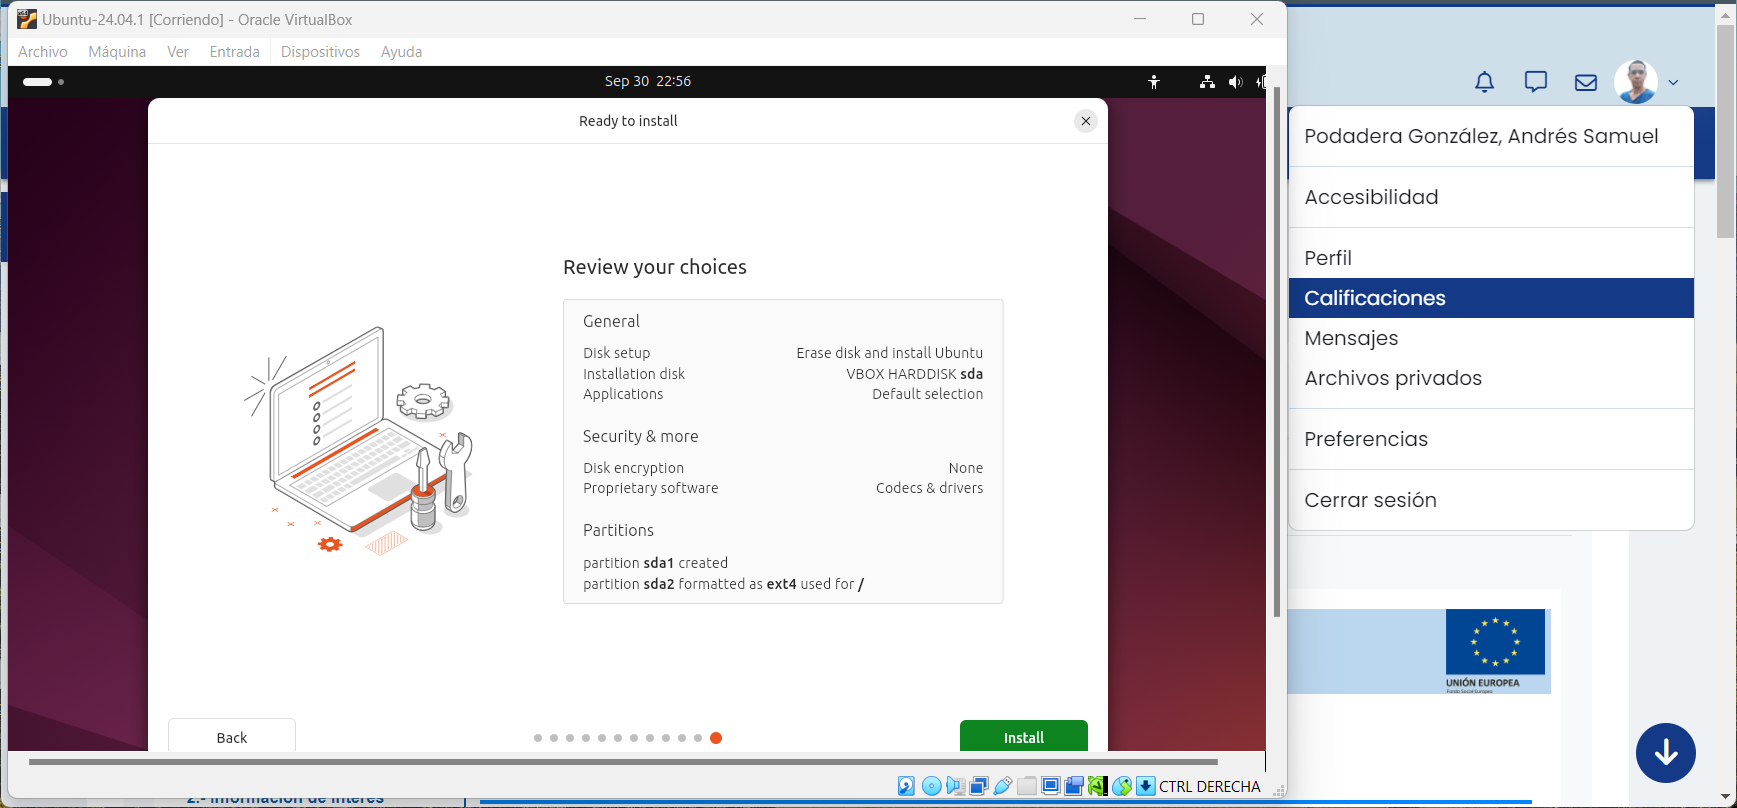 Ubuntu-24.04.1 [Corriendo] - Oracle VirtualBox
Archivo Máquina Ver Entrada Dispositivos Ayuda
Sep 30 22:56
Ready to install
Review your choices
General
Disk setup Erase disk and install Ubuntu
Installation disk VBOX HARDDISK sda
Applications Default selection
Security & more
Disk encryption None
Proprietary software Codecs & drivers
Partitions
partition sda1 created
partition sda2 formatted as ext4 used for /
Back
Install
CTRL DERECHA
2.- Información de interés
Podadera González, Andrés Samuel
Accesibilidad
Perfil
Calificaciones
Mensajes
Archivos privados
Preferencias
Cerrar sesión
UNIÓN EUROPEA
Fondo Social Europeo